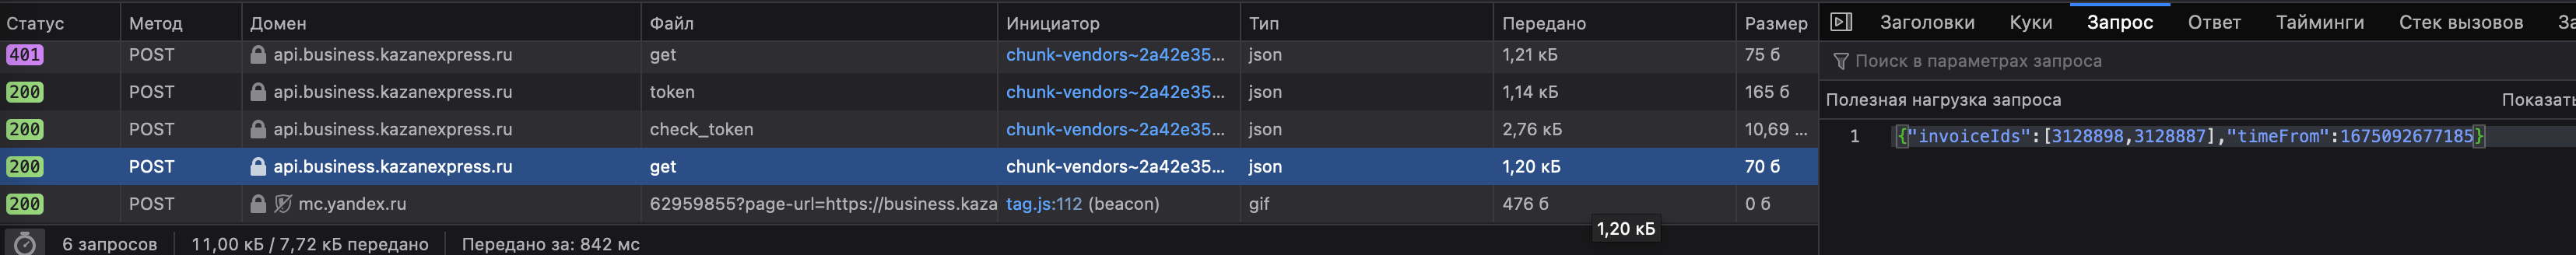 Статус Метод Домен Файл Инициатор Тип Передано Размер
401 POST api.business.kazanexpress.ru get chunk-vendors~2a42e35... json 1,21 кБ 75 б
200 POST api.business.kazanexpress.ru token chunk-vendors~2a42e35... json 1,14 кБ 165 б
200 POST api.business.kazanexpress.ru check_token chunk-vendors~2a42e35... json 2,76 кБ 10,69 ...
200 POST api.business.kazanexpress.ru get chunk-vendors~2a42e35... json 1,20 кБ 70 б
200 POST mc.yandex.ru 62959855?page-url=https://business.kaza tag.js:112 (beacon) gif 476 б 0 б
1,20 кБ
6 запросов 11,00 кБ / 7,72 кБ передано Передано за: 842 мс
Заголовки Куки Запрос Ответ Тайминги Стек вызовов За
Поиск в параметрах запроса
Полезная нагрузка запроса Показать
1 {"invoiceIds":[3128898,3128887],"timeFrom":1675092677185}